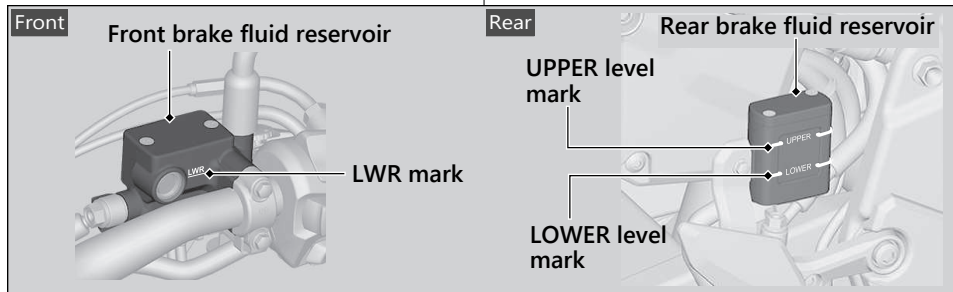 Front
Front brake fluid reservoir
LWR
LWR mark
Rear
Rear brake fluid reservoir
UPPER level
mark
UPPER
LOWER
LOWER level
mark